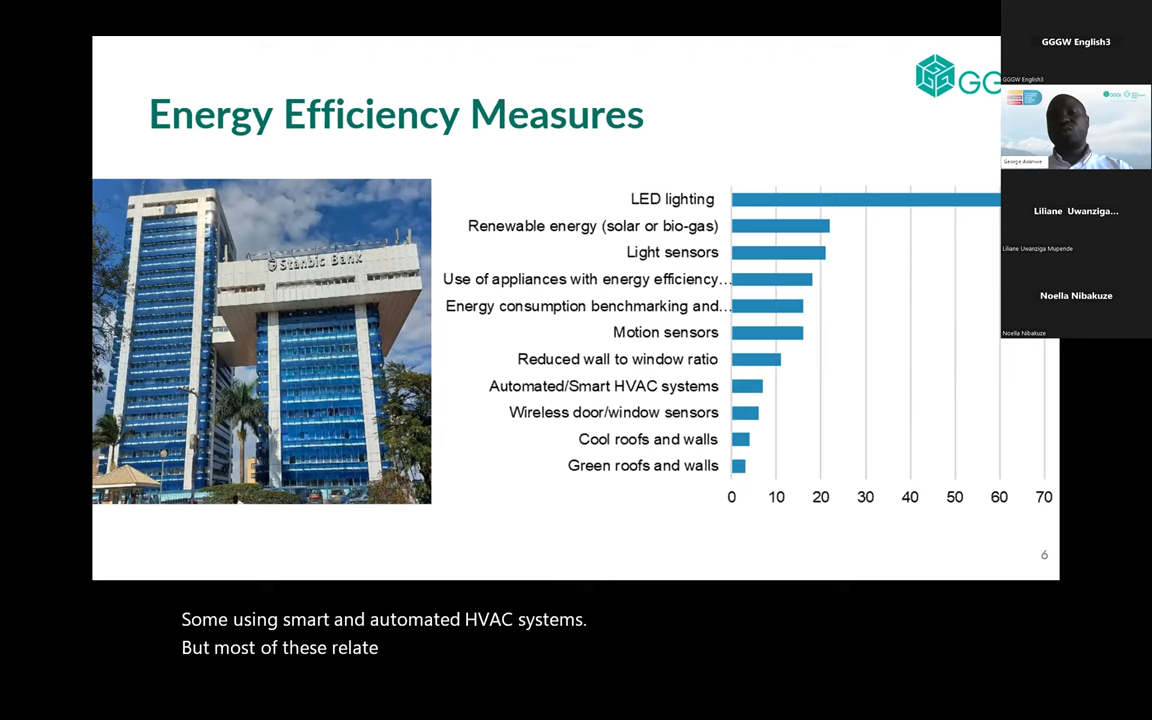 GGGW English3
GGGW English3
GG
Energy Efficiency Measures
GGGI
Liliane Uwanziga...
Liliane Uwanziga Mupende
Noella Nibakuze
Noella Nibakuze
Stanbic Bank
LED lighting
Renewable energy (solar or bio-gas)
Light sensors
Use of appliances with energy efficiency...
Energy consumption benchmarking and...
Motion sensors
Reduced wall to window ratio
Automated/Smart HVAC systems
Wireless door/window sensors
Cool roofs and walls
Green roofs and walls
0 10 20 30 40 50 60 70
6
Some using smart and automated HVAC systems.
But most of these relate